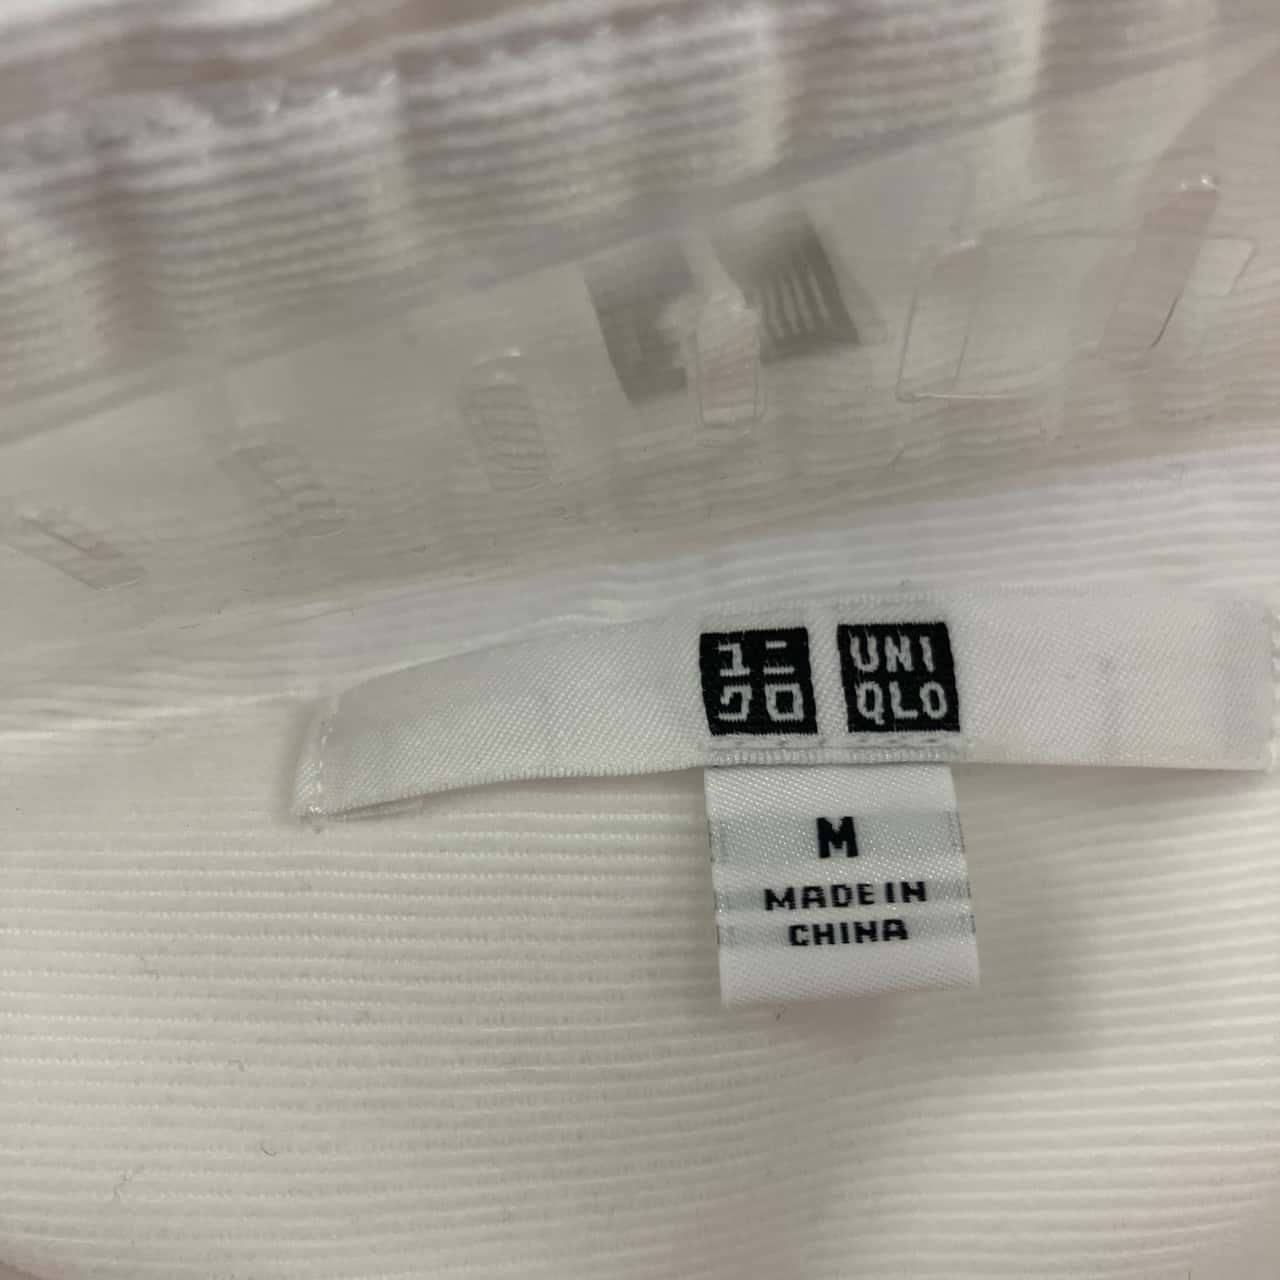 ユニ UNI
クロ QLO
M
MADE IN
CHINA